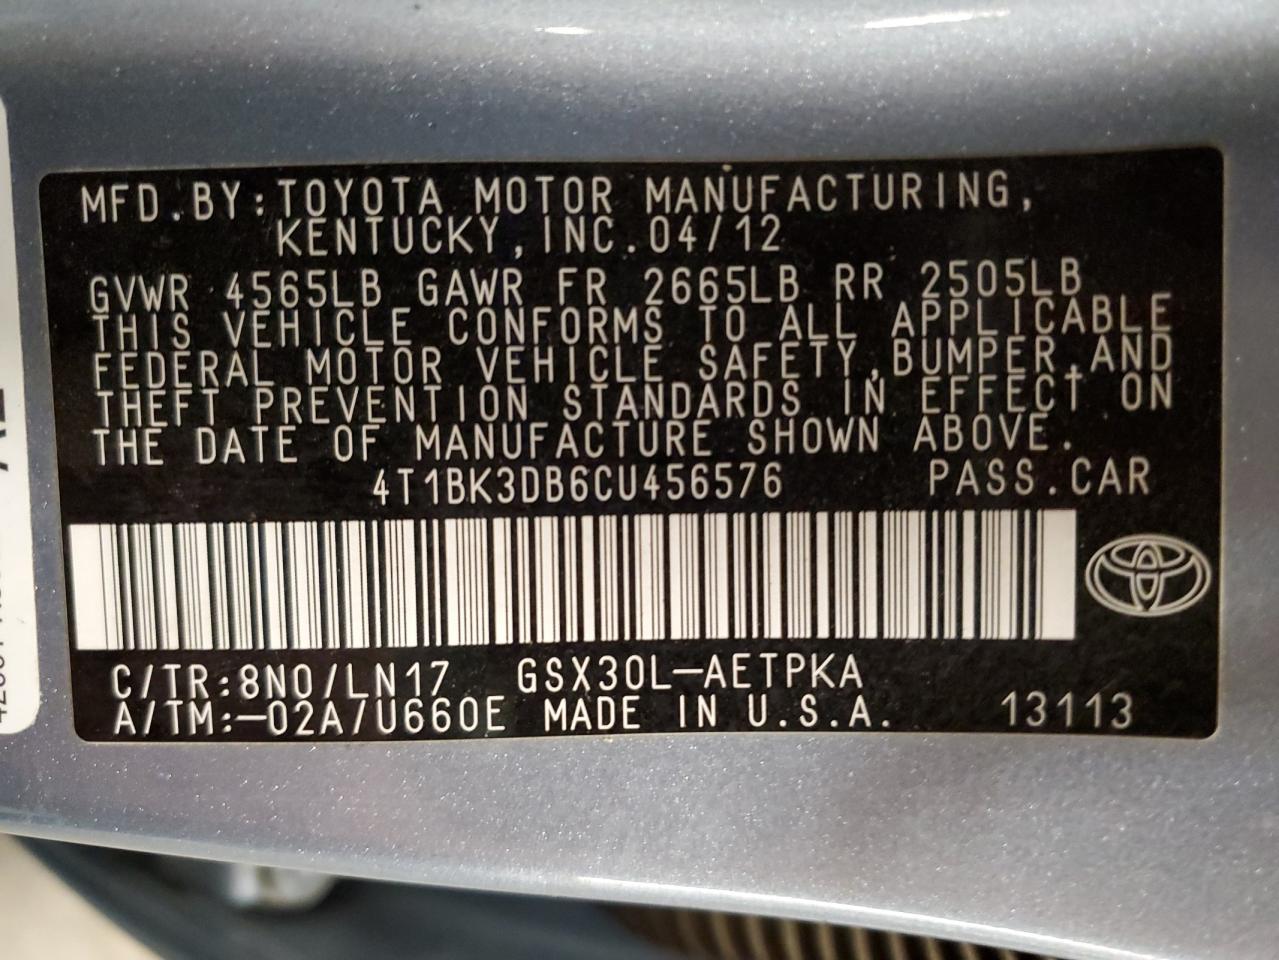 MFD.BY:TOYOTA MOTOR MANUFACTURING,
KENTUCKY,INC.04/12
GVWR 4565LB GAWR FR 2665LB RR 2505LB
THIS VEHICLE CONFORMS TO ALL APPLICABLE
FEDERAL MOTOR VEHICLE SAFETY,BUMPER,AND
THEFT PREVENTION STANDARDS IN EFFECT ON
THE DATE OF MANUFACTURE SHOWN ABOVE.
4T1BK3DB6CU456576 PASS.CAR
C/TR:8N0/LN17 GSX30L-AETPKA
A/TM:-02A/U660E MADE IN U.S.A. 13113